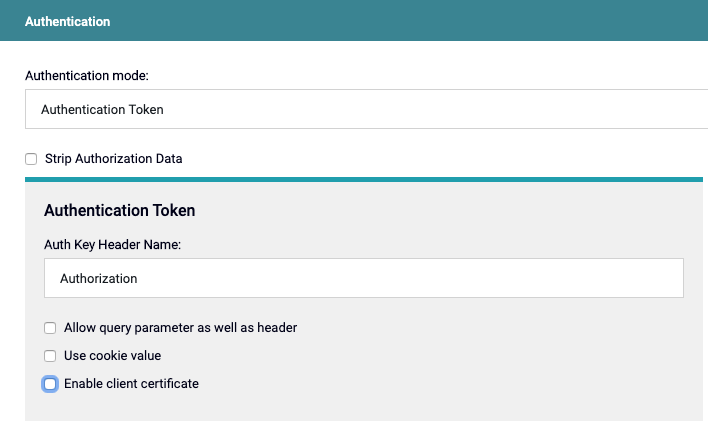 Authentication
Authentication mode:
Authentication Token
Strip Authorization Data
Authentication Token
Auth Key Header Name:
Authorization
Allow query parameter as well as header
Use cookie value
Enable client certificate